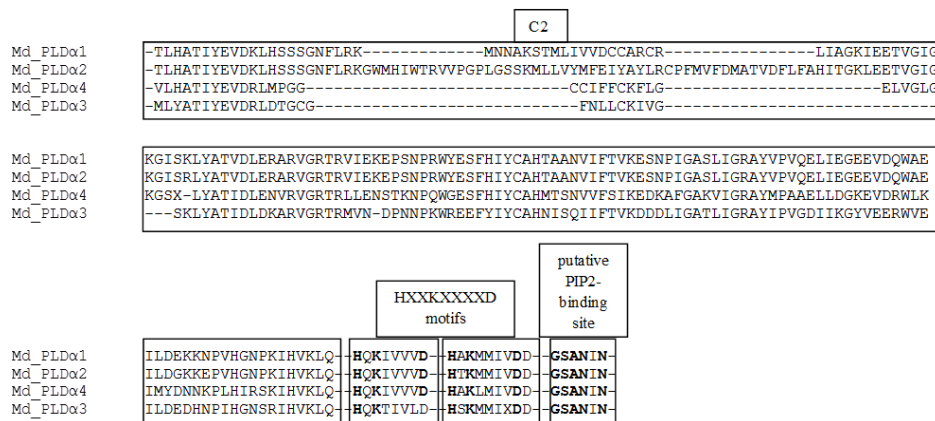 C2
Md_PLDα1 -TLHATIYEVDKLHSSSGNFLRK------------MNNAKSTMLIVVDCCARCR---------------LIAGKIEETVGIG
Md_PLDα2 -TLHATIYEVDKLHSSSGNFLRKGWMHIWTRVVPGPLGSSKMLLVYMFEIYAYLRCPFMVFDMATVDFLFAHITGKLEETVGIG
Md_PLDα4 -VLHATIYEVDRLMPGG--------------------------CCIFFCKFLG----------------------ELVGLG
Md_PLDα3 -MLYATIYEVDRLDTGCG--------------------------FNLLCKIVG---------------------------
Md_PLDα1 KGISKLYATVDLERARVGRTRVIEKEPSNPRWYESFHIYCAHTAANVIFTVKESNPIGASLIGRAYVPVQELIEGEEVDQWAE
Md_PLDα2 KGISRLYATVDLERARVGRTRVIEKEPSNPRWYESFHIYCAHTAANVIFTVKESNPIGASLIGRAYVPVQELIEGEEVDQWAE
Md_PLDα4 KGSX-LYATIDLENVRVGRTRLLENSTKNPQWGESFHIYCAHMTSNVVFSIKEDKAFGAKVIGRAYMPAAELLDGKEVDRWLK
Md_PLDα3 ---SKLYATIDLDKARVGRTRMVN-DPNNPKWREEFYIYCAHNISQIIFTVKDDDLIGATLIGRAYIPVGDIIKGYVEERWVE
HXXKXXXXD
motifs
putative
PIP2-
binding
site
Md_PLDα1 ILDEKKNPVHGNPKIHVKLQ--HQKIVVVD--HAKMMIVDD--GSANIN-
Md_PLDα2 ILDGKKEPVHGNPKIHVKLQ--HQKIVVVD--HTKMMIVDD--GSANIN-
Md_PLDα4 IMYDNNKPLHIRSKIHVKLQ--HQKIVVVD--HAKLMIVDD--GSANIN-
Md_PLDα3 ILDEDHNPIHGNSRIHVKLQ--HQKTIVLD--HSKMMIXDD--GSANIN-